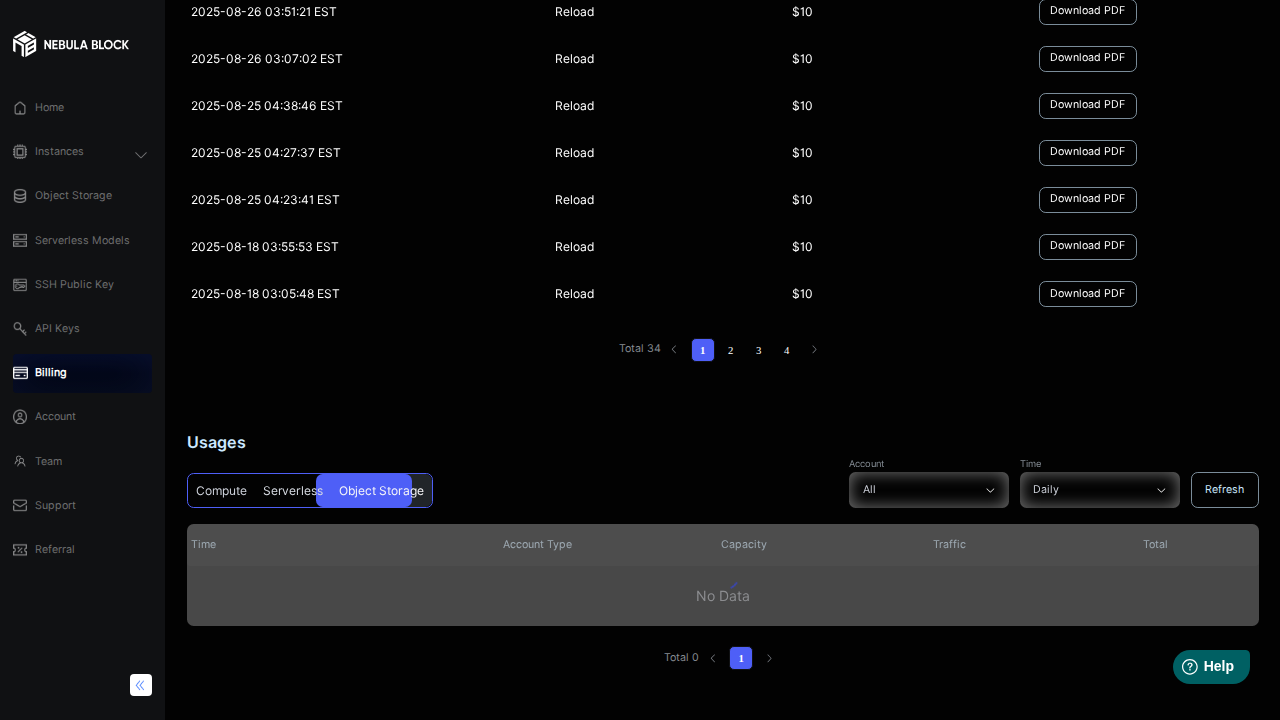 NEBULA BLOCK
Home
Instances
Object Storage
Serverless Models
SSH Public Key
API Keys
Billing
Account
Team
Support
Referral
2025-08-26 03:51:21 EST Reload $10 Download PDF
2025-08-26 03:07:02 EST Reload $10 Download PDF
2025-08-25 04:38:46 EST Reload $10 Download PDF
2025-08-25 04:27:37 EST Reload $10 Download PDF
2025-08-25 04:23:41 EST Reload $10 Download PDF
2025-08-18 03:55:53 EST Reload $10 Download PDF
2025-08-18 03:05:48 EST Reload $10 Download PDF
Total 34 1 2 3 4
Usages
Account Time
Compute Serverless Object Storage All Daily Refresh
Time Account Type Capacity Traffic Total
No Data
Total 0 1
Help